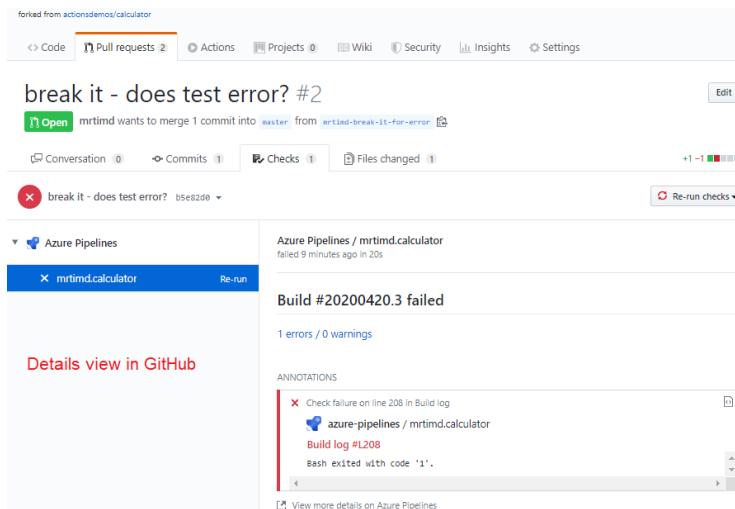 forked from actionsdemos/calculator
Code Pull requests 2 Actions Projects 0 Wiki Security Insights Settings
break it - does test error? #2 Edit
Open mrtimd wants to merge 1 commit into master from mrtimd-break-it-for-error
Conversation 0 Commits 1 Checks 1 Files changed 1 +1 −1
break it - does test error? b5e82d0 Re-run checks
Azure Pipelines
mrtimd.calculator Re-run
Details view in GitHub
Azure Pipelines / mrtimd.calculator
failed 9 minutes ago in 20s
Build #20200420.3 failed
1 errors / 0 warnings
ANNOTATIONS
Check failure on line 208 in Build log
azure-pipelines / mrtimd.calculator
Build log #L208
Bash exited with code '1'.
View more details on Azure Pipelines